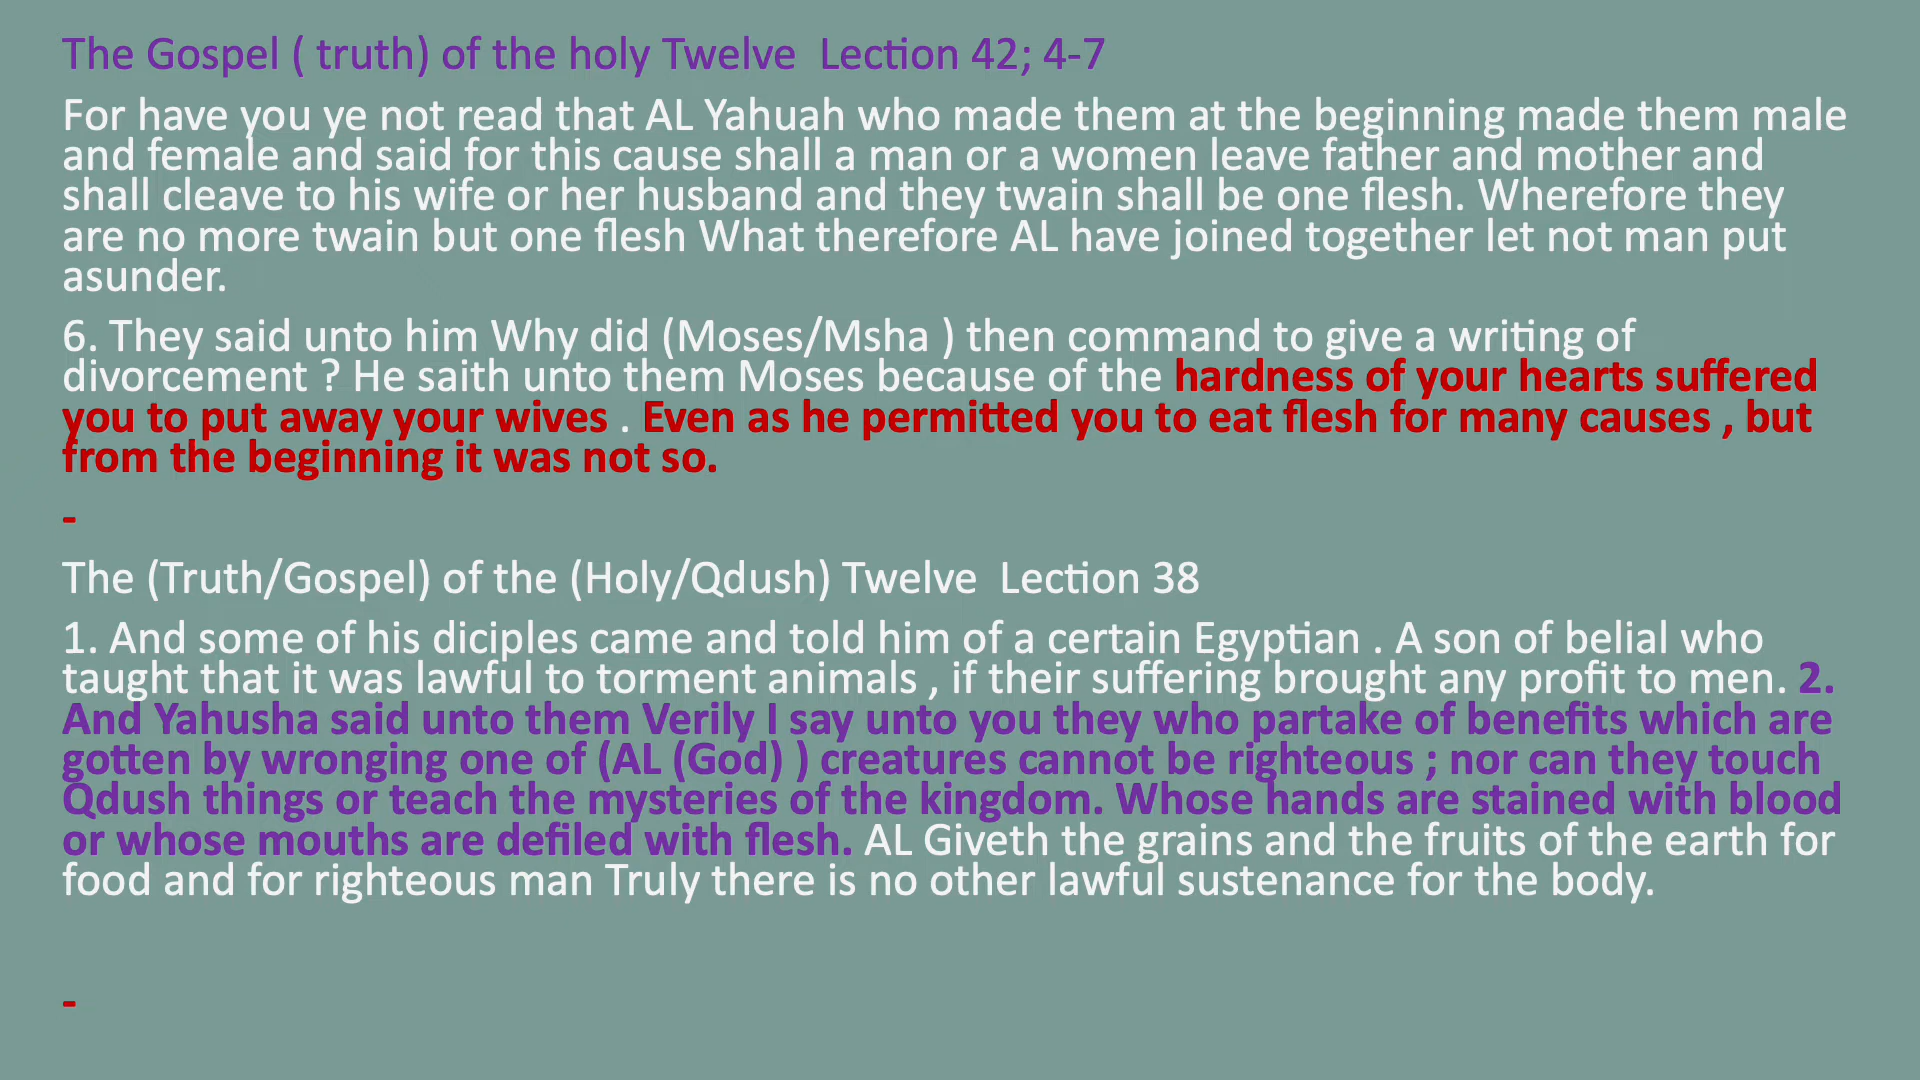 The Gospel ( truth) of the holy Twelve  Lection 42; 4-7
For have you ye not read that AL Yahuah who made them at the beginning made them male
and female and said for this cause shall a man or a women leave father and mother and
shall cleave to his wife or her husband and they twain shall be one flesh. Wherefore they
are no more twain but one flesh What therefore AL have joined together let not man put
asunder.
6. They said unto him Why did (Moses/Msha ) then command to give a writing of
divorcement ? He saith unto them Moses because of the hardness of your hearts suffered
you to put away your wives . Even as he permitted you to eat flesh for many causes , but
from the beginning it was not so.
-
The (Truth/Gospel) of the (Holy/Qdush) Twelve  Lection 38
1. And some of his diciples came and told him of a certain Egyptian . A son of belial who
taught that it was lawful to torment animals , if their suffering brought any profit to men. 2.
And Yahusha said unto them Verily I say unto you they who partake of benefits which are
gotten by wronging one of (AL (God) ) creatures cannot be righteous ; nor can they touch
Qdush things or teach the mysteries of the kingdom. Whose hands are stained with blood
or whose mouths are defiled with flesh. AL Giveth the grains and the fruits of the earth for
food and for righteous man Truly there is no other lawful sustenance for the body.
-